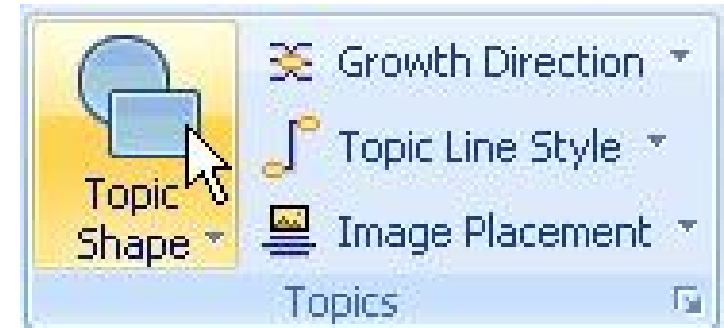 Topic
Shape
Growth Direction
Topic Line Style
Image Placement
Topics